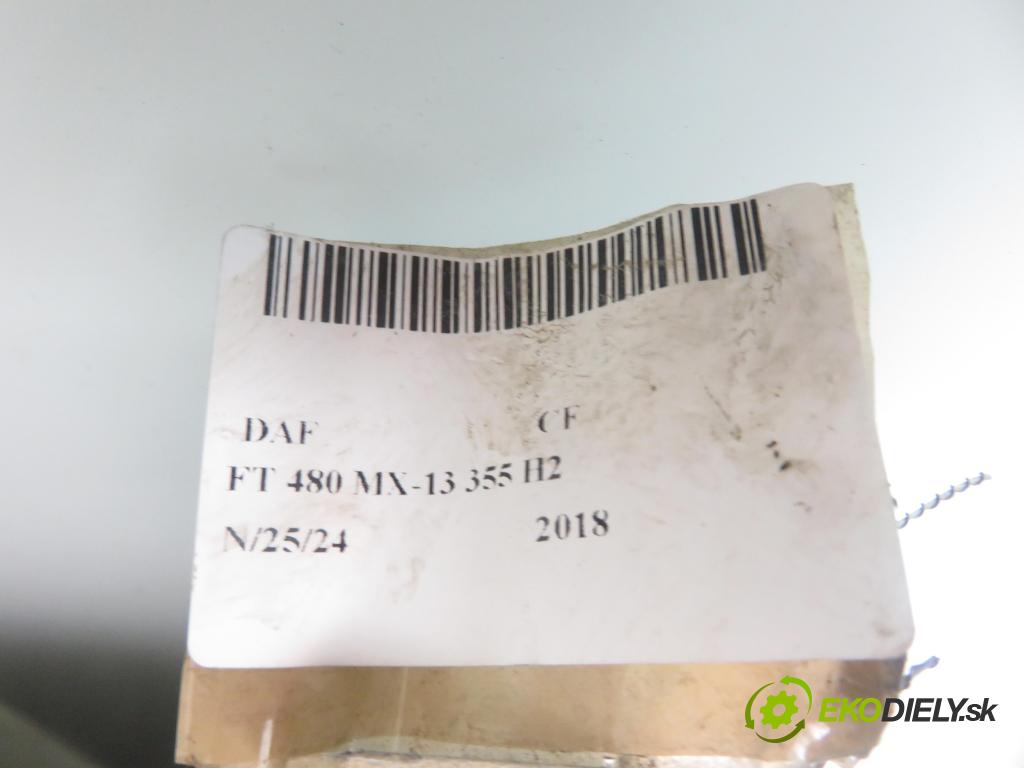 DAF CF
FT 480 MX-13 355 H2
N/25/24 2018
EKODIELY.sk